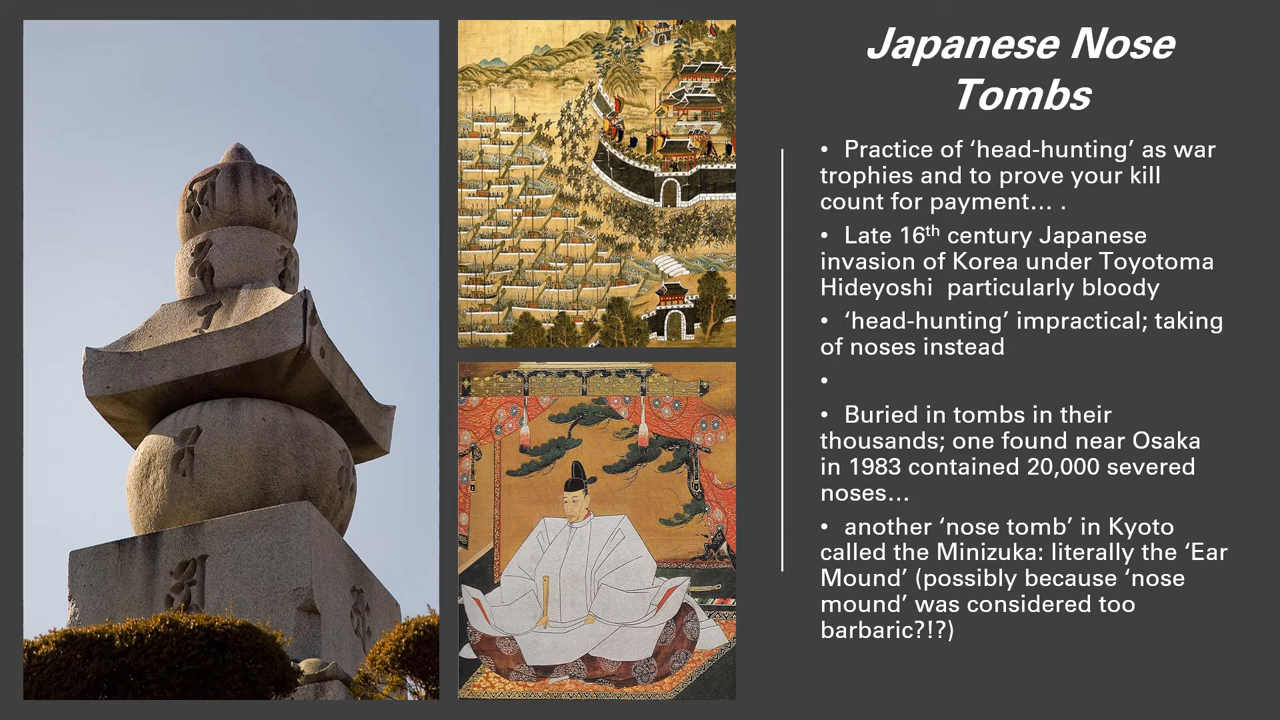 Japanese Nose
Tombs
• Practice of ‘head-hunting’ as war
trophies and to prove your kill
count for payment… .
• Late 16th century Japanese
invasion of Korea under Toyotoma
Hideyoshi  particularly bloody
• ‘head-hunting’ impractical; taking
of noses instead
•
• Buried in tombs in their
thousands; one found near Osaka
in 1983 contained 20,000 severed
noses…
• another ‘nose tomb’ in Kyoto
called the Minizuka: literally the ‘Ear
Mound’ (possibly because ‘nose
mound’ was considered too
barbaric?!?)